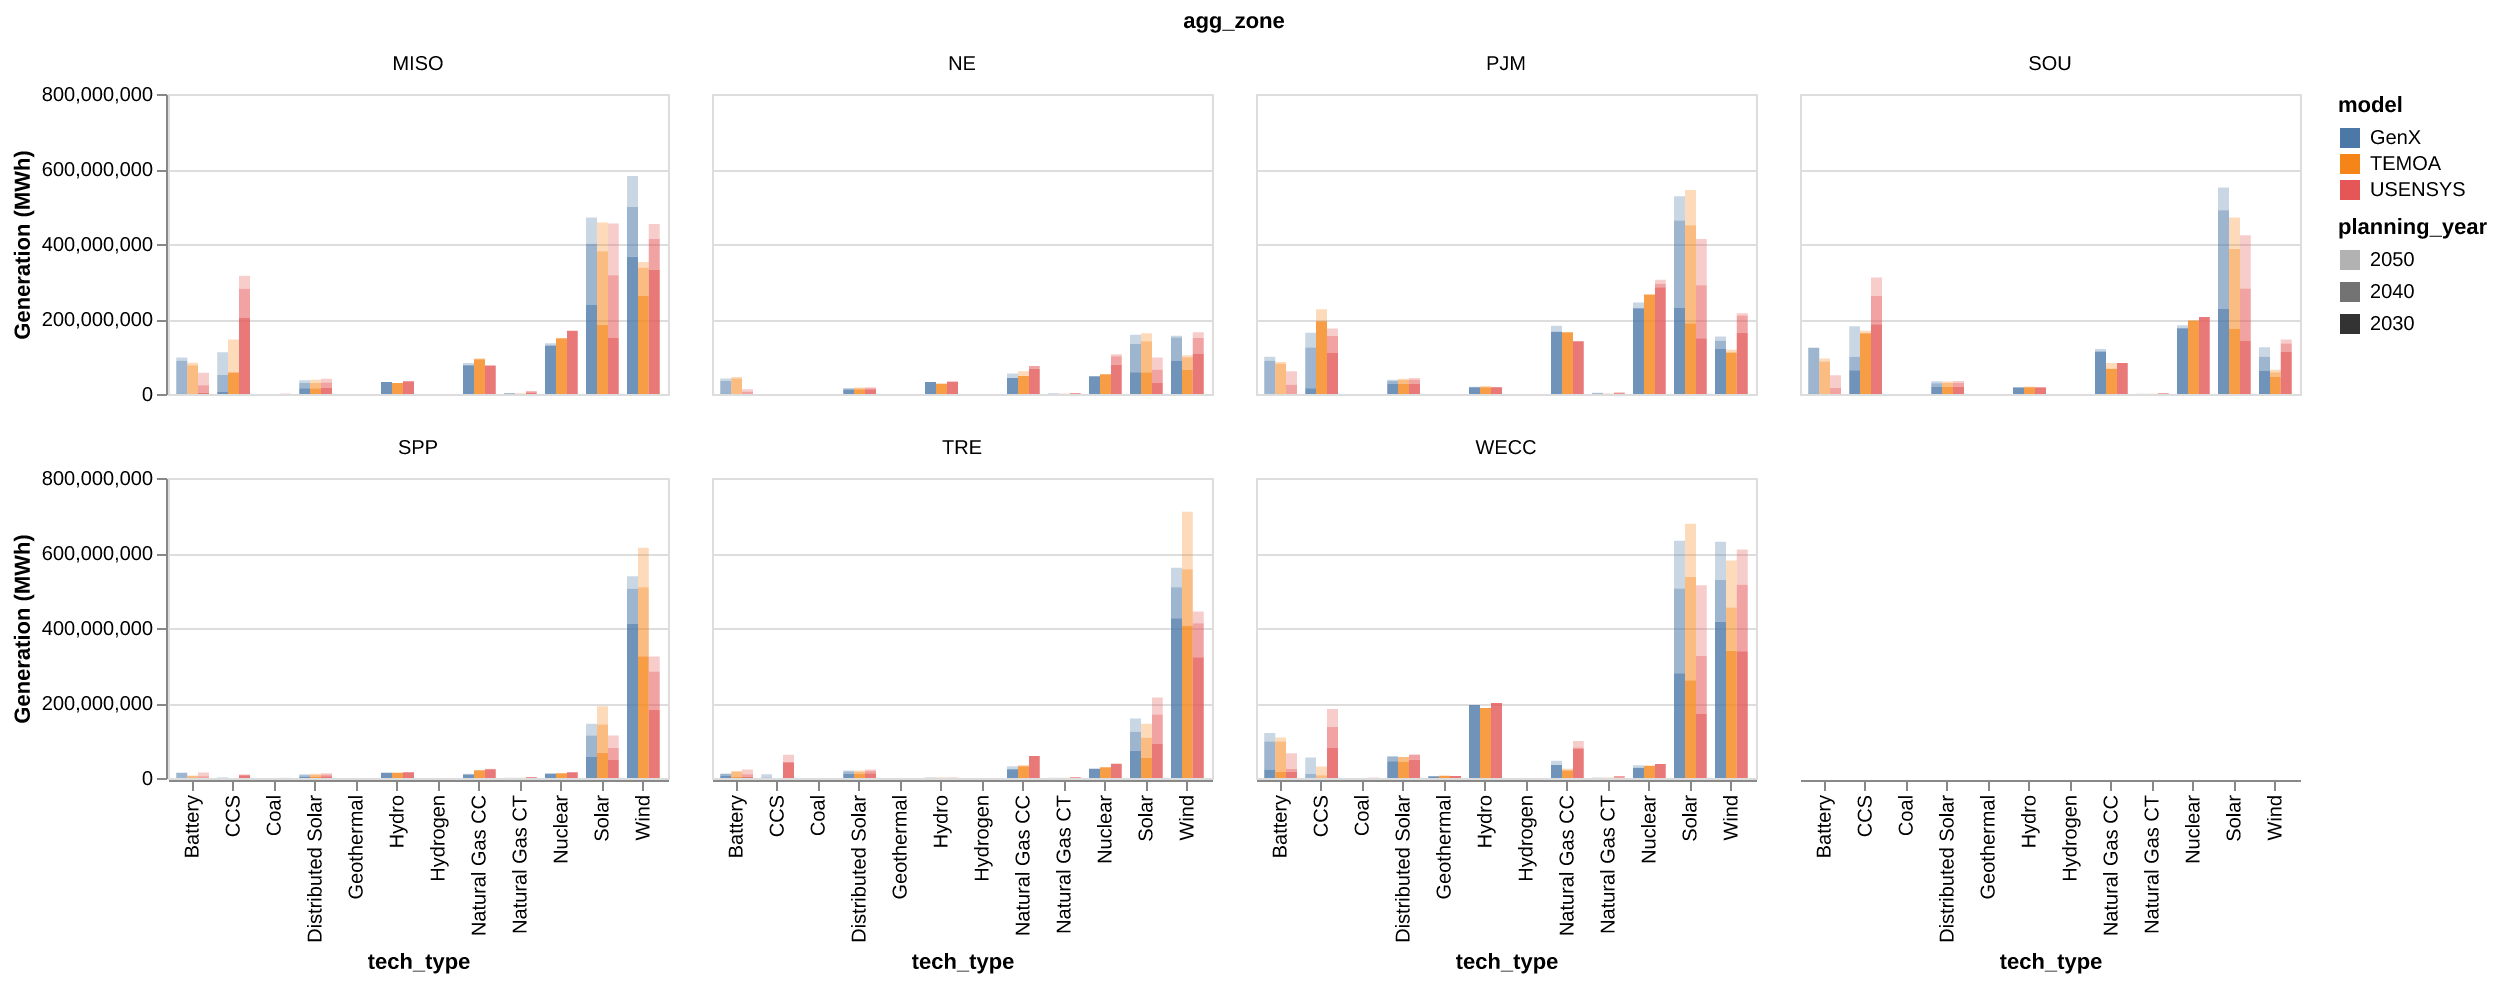 agg_zone
MISO
NE
PJM
SOU
Generation (MWh)
800,000,000
600,000,000
400,000,000
200,000,000
0
model
GenX
TEMOA
USENSYS
planning_year
2050
2040
2030
SPP
TRE
WECC
Generation (MWh)
800,000,000
600,000,000
400,000,000
200,000,000
0
Battery
CCS
Coal
Distributed Solar
Geothermal
Hydro
Hydrogen
Natural Gas CC
Natural Gas CT
Nuclear
Solar
Wind
Battery
CCS
Coal
Distributed Solar
Geothermal
Hydro
Hydrogen
Natural Gas CC
Natural Gas CT
Nuclear
Solar
Wind
Battery
CCS
Coal
Distributed Solar
Geothermal
Hydro
Hydrogen
Natural Gas CC
Natural Gas CT
Nuclear
Solar
Wind
Battery
CCS
Coal
Distributed Solar
Geothermal
Hydro
Hydrogen
Natural Gas CC
Natural Gas CT
Nuclear
Solar
Wind
tech_type
tech_type
tech_type
tech_type